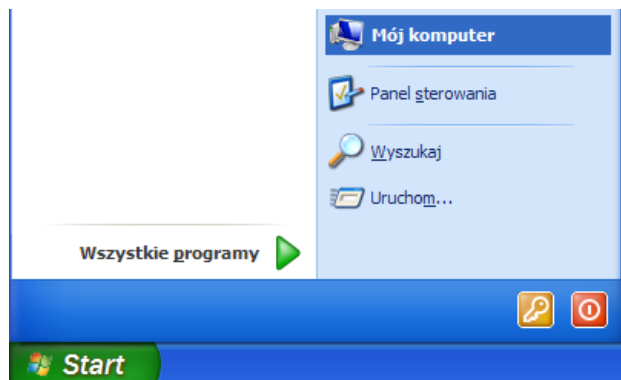 Mój komputer
Panel sterowania
Wyszukaj
Uruchom...
Wszystkie programy
Start